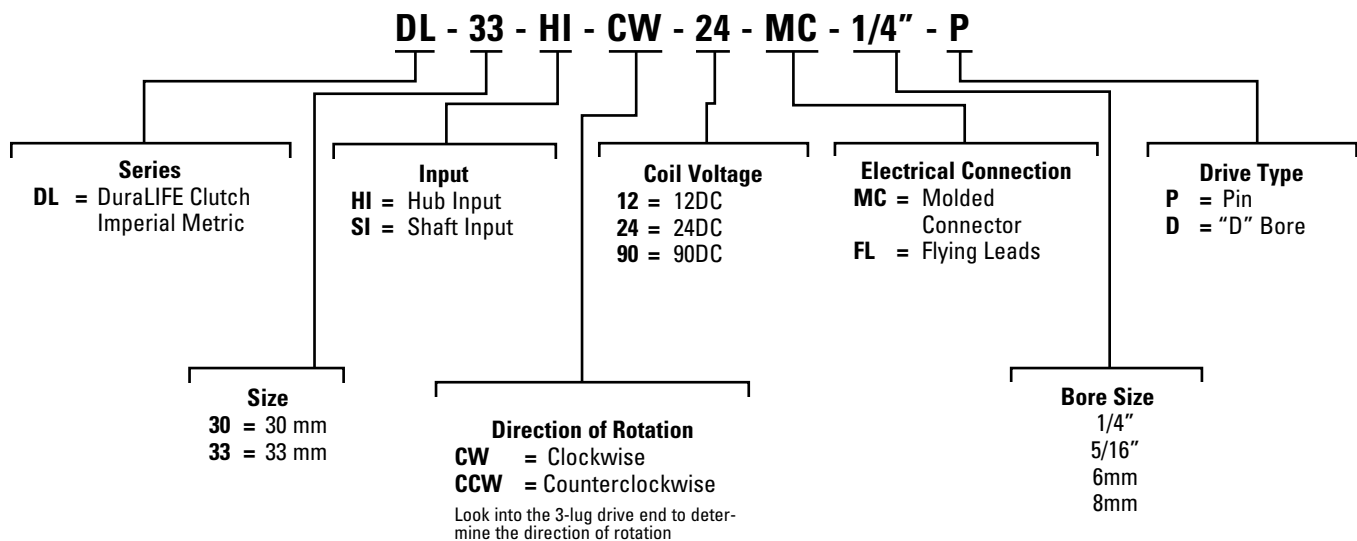 DL - 33 - HI - CW - 24 - MC - 1/4” - P
Series
DL = DuraLIFE Clutch
Imperial Metric
Input
HI = Hub Input
SI = Shaft Input
Coil Voltage
12 = 12DC
24 = 24DC
90 = 90DC
Electrical Connection
MC = Molded
Connector
FL = Flying Leads
Drive Type
P = Pin
D = “D” Bore
Size
30 = 30 mm
33 = 33 mm
Direction of Rotation
CW = Clockwise
CCW = Counterclockwise
Look into the 3-lug drive end to deter-
mine the direction of rotation
Bore Size
1/4”
5/16”
6mm
8mm